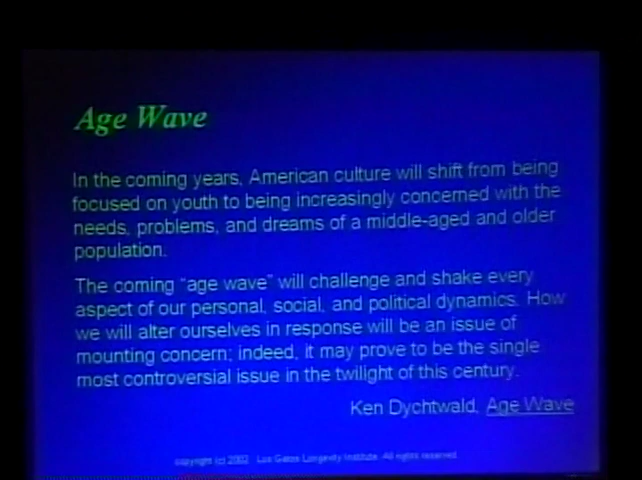 Age Wave
In the coming years, American culture will shift from being
focused on youth to being increasingly concerned with the
needs, problems, and dreams of a middle-aged and older
population.
The coming “age wave” will challenge and shake every
aspect of our personal, social, and political dynamics. How
we will alter ourselves in response will be an issue of
mounting concern; indeed, it may prove to be the single
most controversial issue in the twilight of this century.
Ken Dychtwald, Age Wave
copyright (c) 2002 Los Gatos Longevity Institute. All rights reserved.